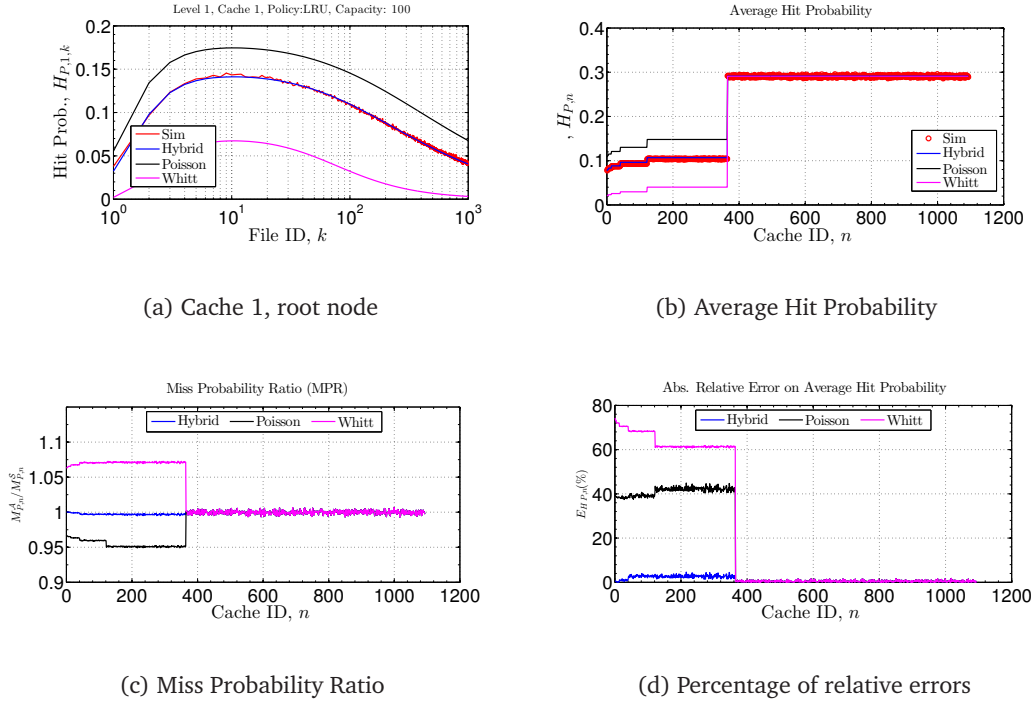 Level 1, Cache 1, Policy:LRU, Capacity: 100
0.2
0.15
0.1
0.05
0
Hit Prob., H_{P,1,k}
Sim
Hybrid
Poisson
Whitt
10^0
10^1
10^2
10^3
File ID, k
(a) Cache 1, root node
Average Hit Probability
0.4
0.3
0.2
0.1
0
, H_{P,n}
Sim
Hybrid
Poisson
Whitt
0 200 400 600 800 1000 1200
Cache ID, n
(b) Average Hit Probability
Miss Probability Ratio (MPR)
Hybrid Poisson Whitt
1.1
1.05
1
0.95
0.9
M^A_{P,n}/M^S_{P,n}
0 200 400 600 800 1000 1200
Cache ID, n
(c) Miss Probability Ratio
Abs. Relative Error on Average Hit Probability
Hybrid Poisson Whitt
80
60
40
20
0
E_{HP,n}(%)
0 200 400 600 800 1000 1200
Cache ID, n
(d) Percentage of relative errors